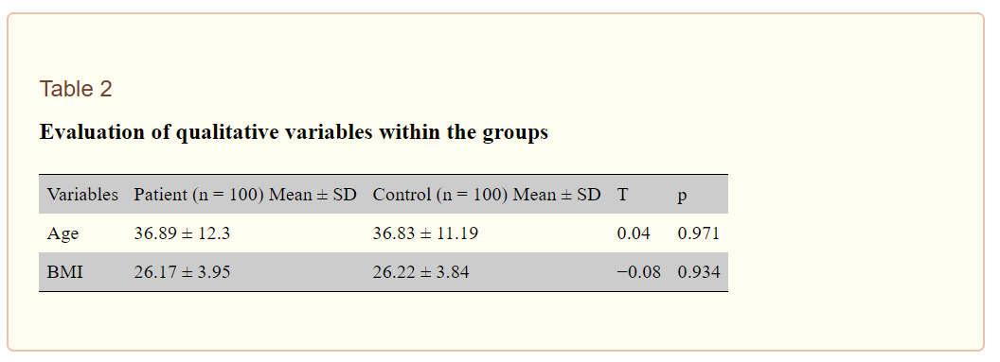 Table 2
Evaluation of qualitative variables within the groups
Variables Patient (n = 100) Mean ± SD Control (n = 100) Mean ± SD T p
Age 36.89 ± 12.3 36.83 ± 11.19 0.04 0.971
BMI 26.17 ± 3.95 26.22 ± 3.84 −0.08 0.934